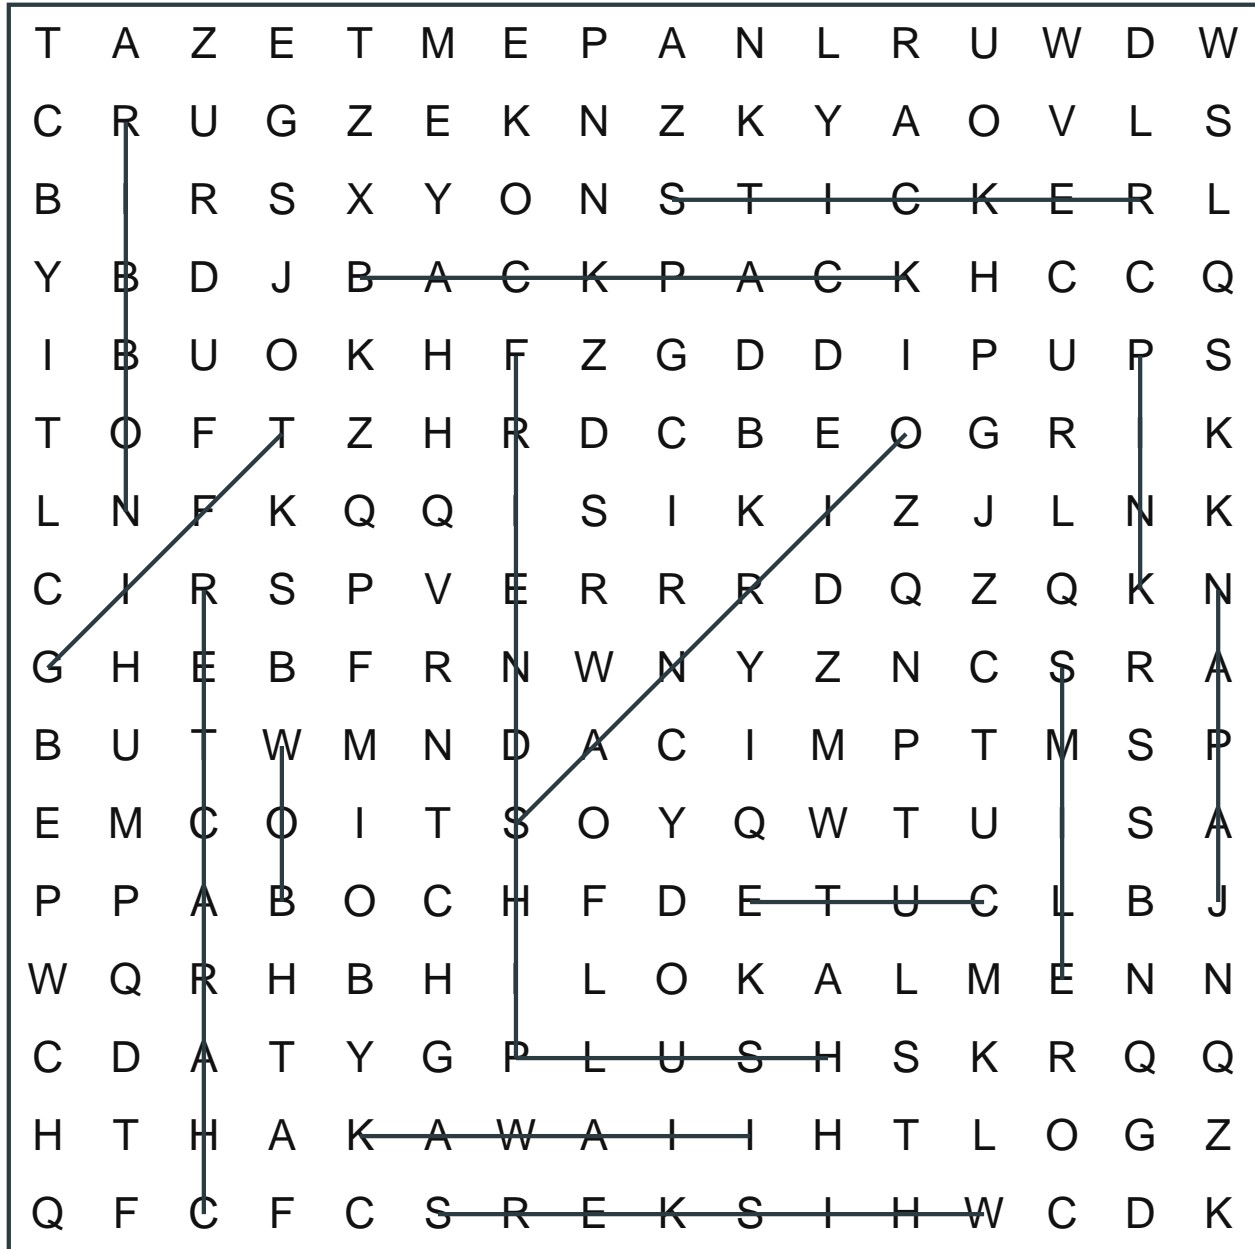 T A Z E T M E P A N L R U W D W
C R U G Z E K N Z K Y A O V L S
B I R S X Y O N S T I C K E R L
Y B D J B A C K P A C K H C C Q
I B U O K H F Z G D D I P U P S
T O F T Z H R D C B E O G R I K
L N F K Q Q I S I K I Z J L N K
C I R S P V E R R R D Q Z Q K N
G H E B F R N W N Y Z N C S R A
B U T W M N D A C I M P T M S P
E M C O I T S O Y Q W T U I S A
P P A B O C H F D E T U C L B J
W Q R H B H I L O K A L M E N N
C D A T Y G P L U S H S K R Q Q
H T H A K A W A I I H T L O G Z
Q F C F C S R E K S I H W C D K